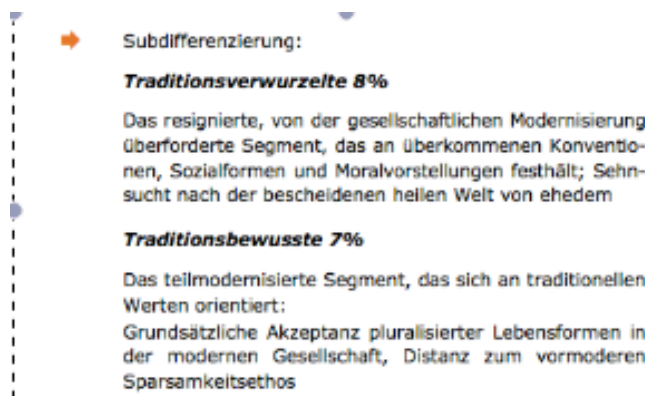 Subdifferenzierung:
Traditionsverwurzelte 8%
Das resignierte, von der gesellschaftlichen Modernisierung
überforderte Segment, das an überkommenen Konventio-
nen, Sozialformen und Moralvorstellungen festhält; Sehn-
sucht nach der bescheidenen heilen Welt von ehedem
Traditionsbewusste 7%
Das teilmodernisierte Segment, das sich an traditionellen
Werten orientiert:
Grundsätzliche Akzeptanz pluralisierter Lebensformen in
der modernen Gesellschaft, Distanz zum vormoderen
Sparsamkeitsethos